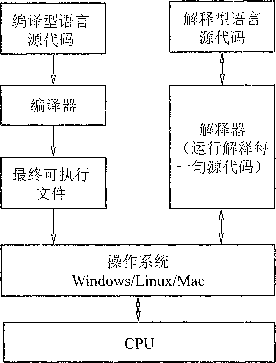 编译型语言
源代码
解释型语言
源代码
编译器
解释器
（运行解释每
一句源代码）
最终可执行
文件
操作系统
Windows/Linux/Mac
CPU